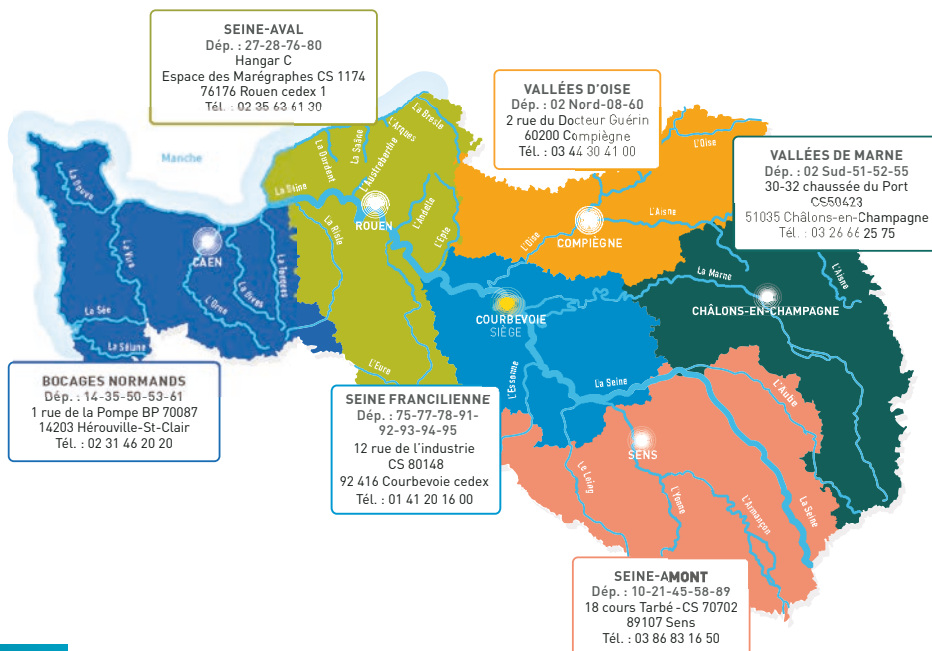 SEINE-AVAL
Dép. : 27-28-76-80
Hangar C
Espace des Marégraphes CS 1174
76176 Rouen cedex 1
Tél. : 02 35 63 61 30
VALLÉES D'OISE
Dép. : 02 Nord-08-60
2 rue du Docteur Guérin
60200 Compiègne
Tél. : 03 44 30 41 00
VALLÉES DE MARNE
Dép. : 02 Sud-51-52-55
30-32 chaussée du Port
CS50423
51035 Châlons-en-Champagne
Tél. : 03 26 66 25 75
Manche
La Douve
La Vire
La Sée
La Sélune
CAEN
L'Orne
La Dives
La Touques
La Seine
La Durdent
La Saâne
L'Austreberthe
L'Arques
La Bresle
ROUEN
La Risle
L'Andelle
L'Epte
L'Eure
L'Oise
L'Aisne
L'Oise
COMPIÈGNE
COURBEVOIE
SIÈGE
L'Essonne
La Seine
La Marne
CHÂLONS-EN-CHAMPAGNE
L'Aisne
L'Aube
SENS
Le Loing
L'Yonne
L'Armançon
La Seine
BOCAGES NORMANDS
Dép. : 14-35-50-53-61
1 rue de la Pompe BP 70087
14203 Hérouville-St-Clair
Tél. : 02 31 46 20 20
SEINE FRANCILIENNE
Dép. : 75-77-78-91-
92-93-94-95
12 rue de l'industrie
CS 80148
92 416 Courbevoie cedex
Tél. : 01 41 20 16 00
SEINE-AMONT
Dép. : 10-21-45-58-89
18 cours Tarbé -CS 70702
89107 Sens
Tél. : 03 86 83 16 50